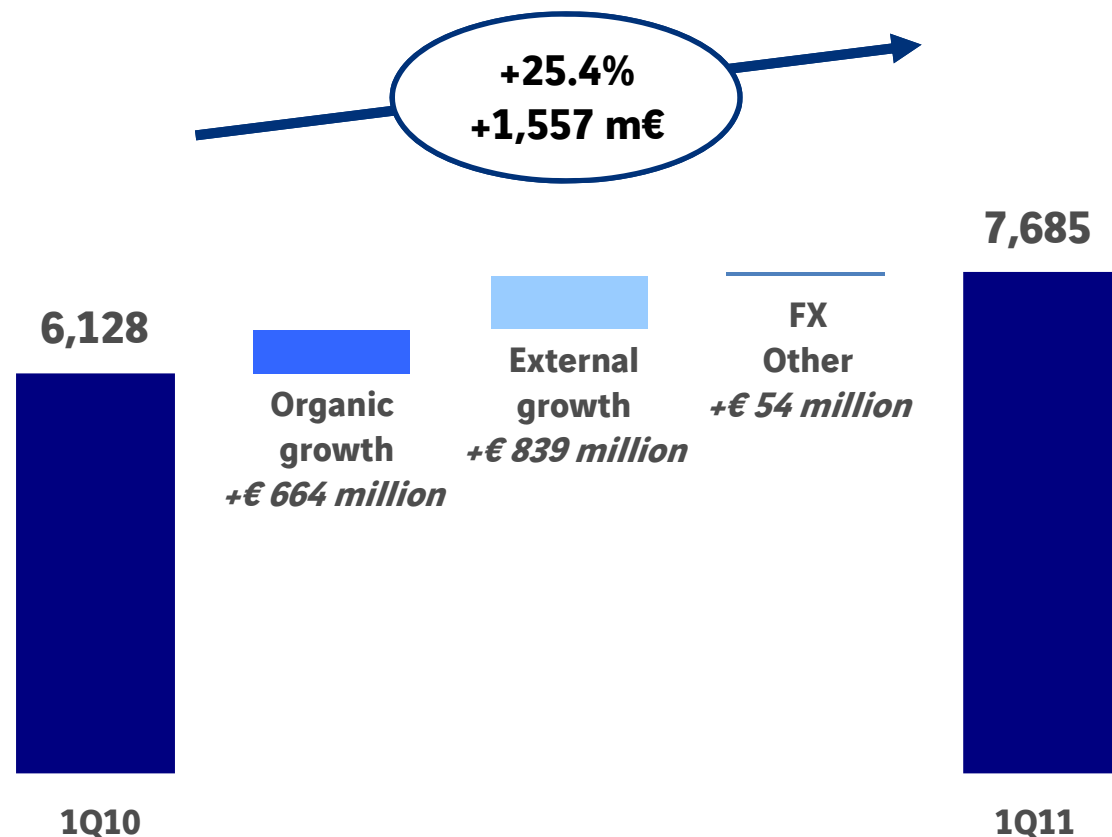 +25.4%
+1,557 m€
7,685
6,128
FX
Other
+€ 54 million
External
growth
+€ 839 million
Organic
growth
+€ 664 million
1Q10
1Q11